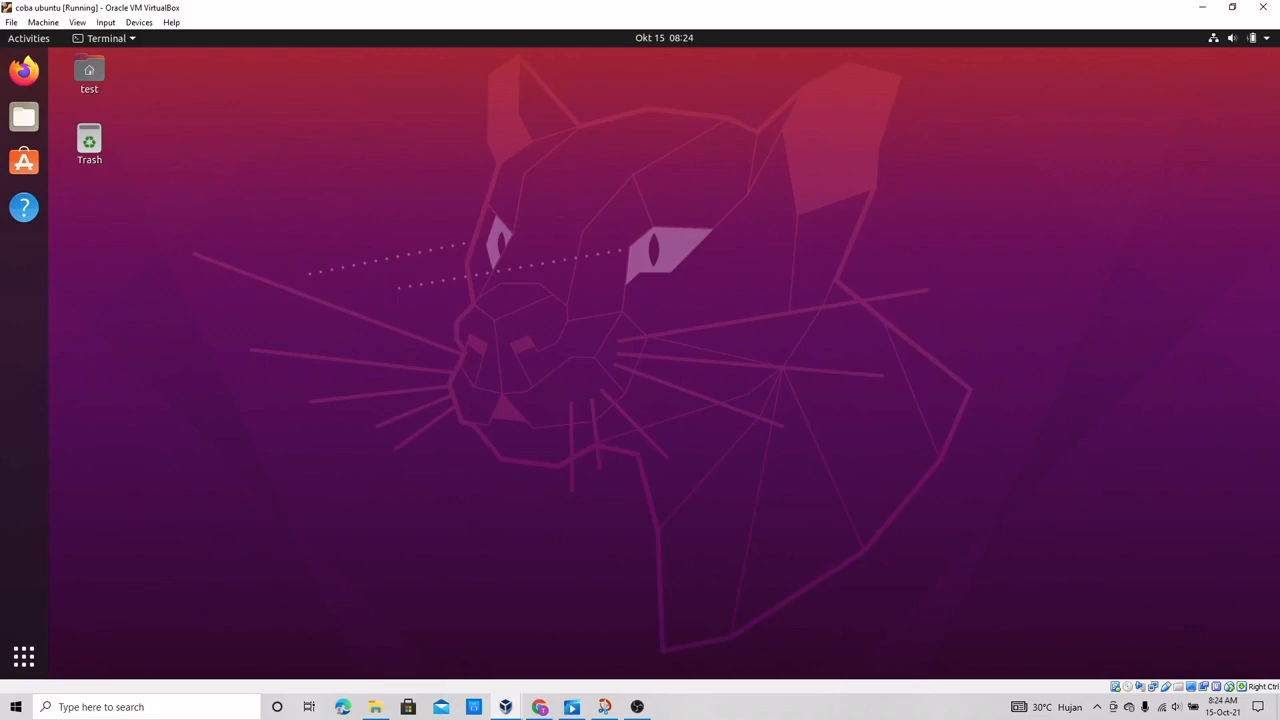 coba ubuntu [Running] - Oracle VM VirtualBox
File Machine View Input Devices Help
Activities Terminal Okt 15 08:24
test
Trash
?
Right Ctrl
Type here to search
30°C Hujan
8:24 AM
15-Oct-21